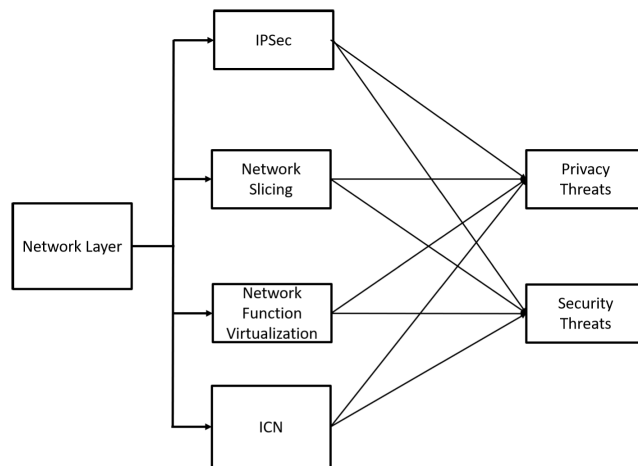 IPSec
Network
Slicing
Privacy
Threats
Network Layer
Network
Function
Virtualization
Security
Threats
ICN